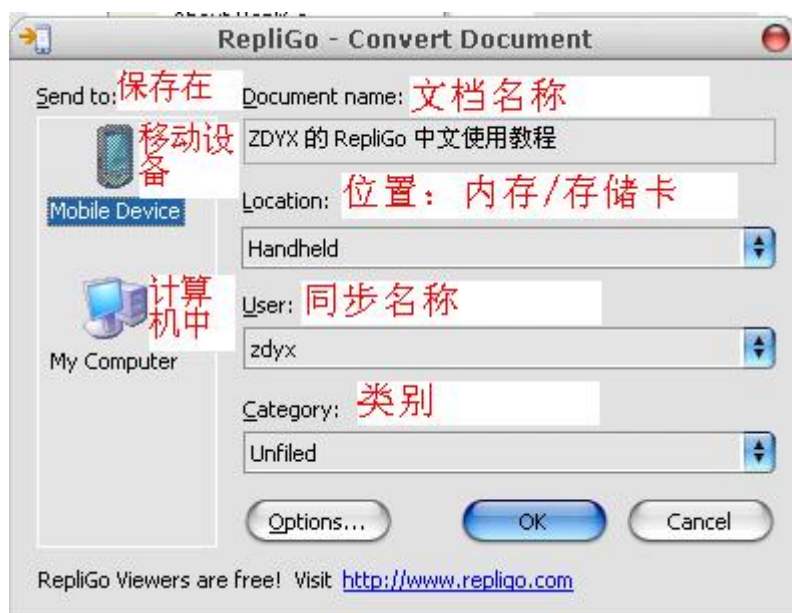 RepliGo - Convert Document
Send to: 保存在
移动设
备
Mobile Device
计算
机中
My Computer
Document name: 文档名称
ZDYX 的 RepliGo 中文使用教程
Location: 位置：内存/存储卡
Handheld
User: 同步名称
zdyx
Category: 类别
Unfiled
Options...
OK
Cancel
RepliGo Viewers are free! Visit http://www.repligo.com